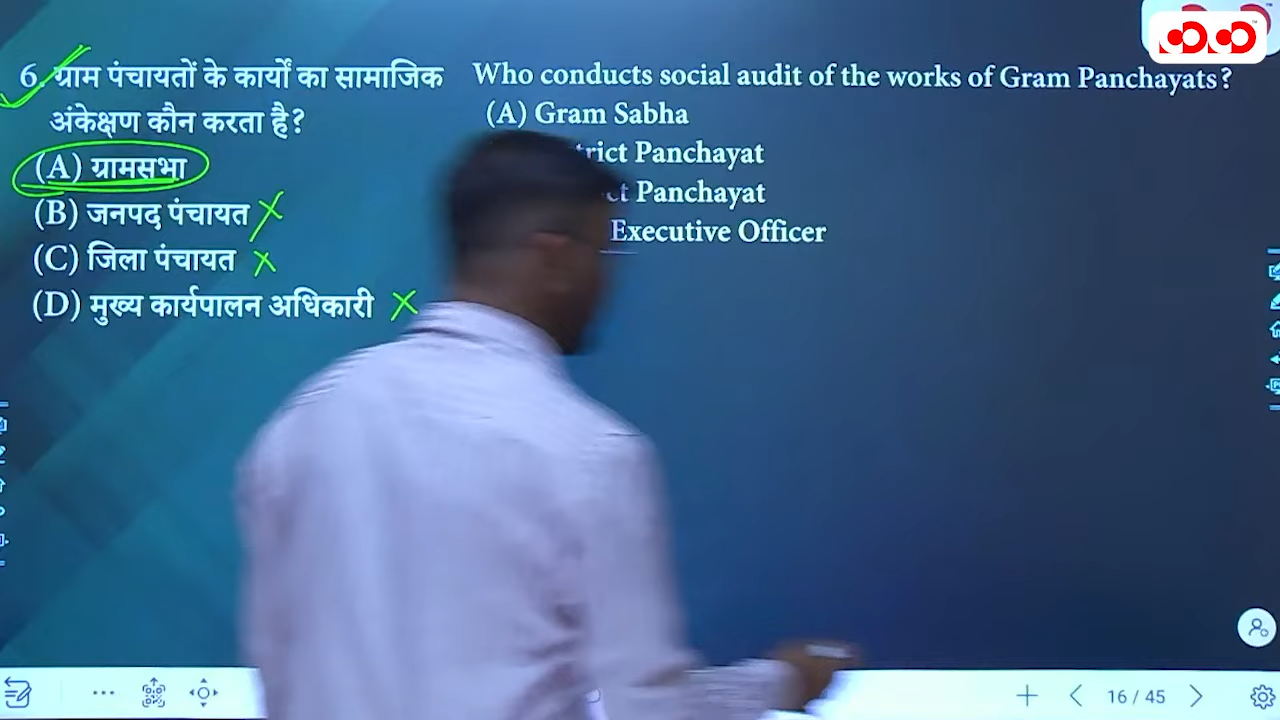 6. ग्राम पंचायतों के कार्यों का सामाजिक
अंकेक्षण कौन करता है?
(A) ग्रामसभा
(B) जनपद पंचायत
(C) जिला पंचायत
(D) मुख्य कार्यपालन अधिकारी
Who conducts social audit of the works of Gram Panchayats?
(A) Gram Sabha
Panchayat
Panchayat
Executive Officer
16 / 45